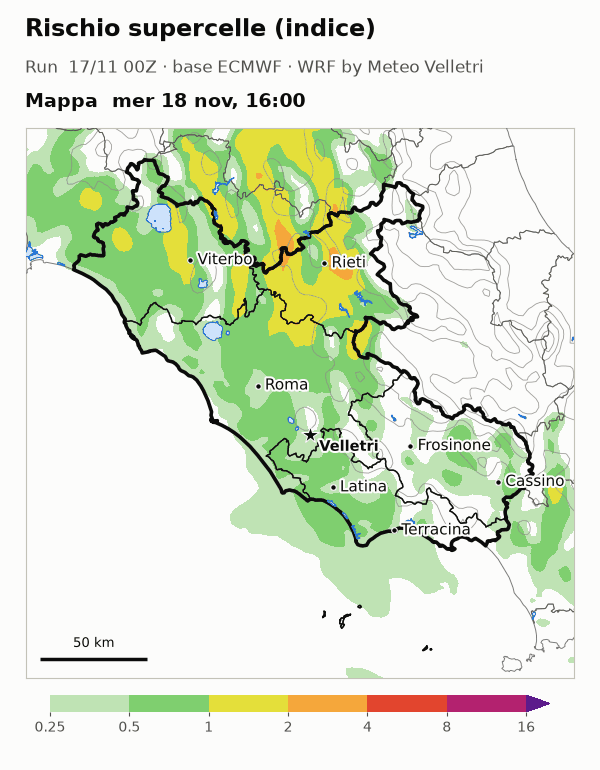 Rischio supercelle (indice)
Run  17/11 00Z · base ECMWF · WRF by Meteo Velletri
Mappa  mer 18 nov, 16:00
Viterbo
Rieti
Roma
Velletri
Frosinone
Cassino
Latina
Terracina
50 km
0.25 0.5 1 2 4 8 16